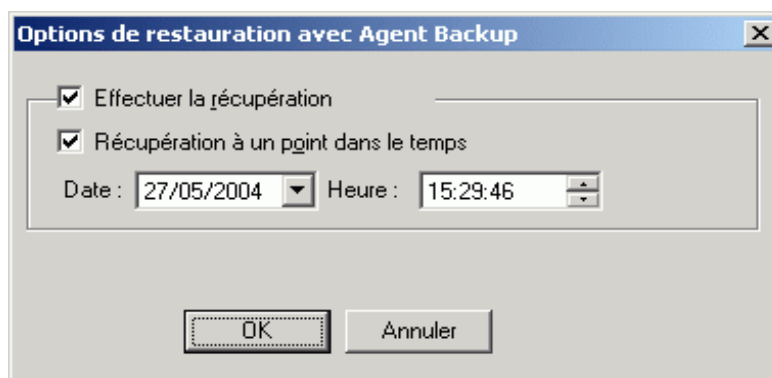 Options de restauration avec Agent Backup
Effectuer la récupération
Récupération à un point dans le temps
Date : 27/05/2004 Heure : 15:29:46
OK Annuler